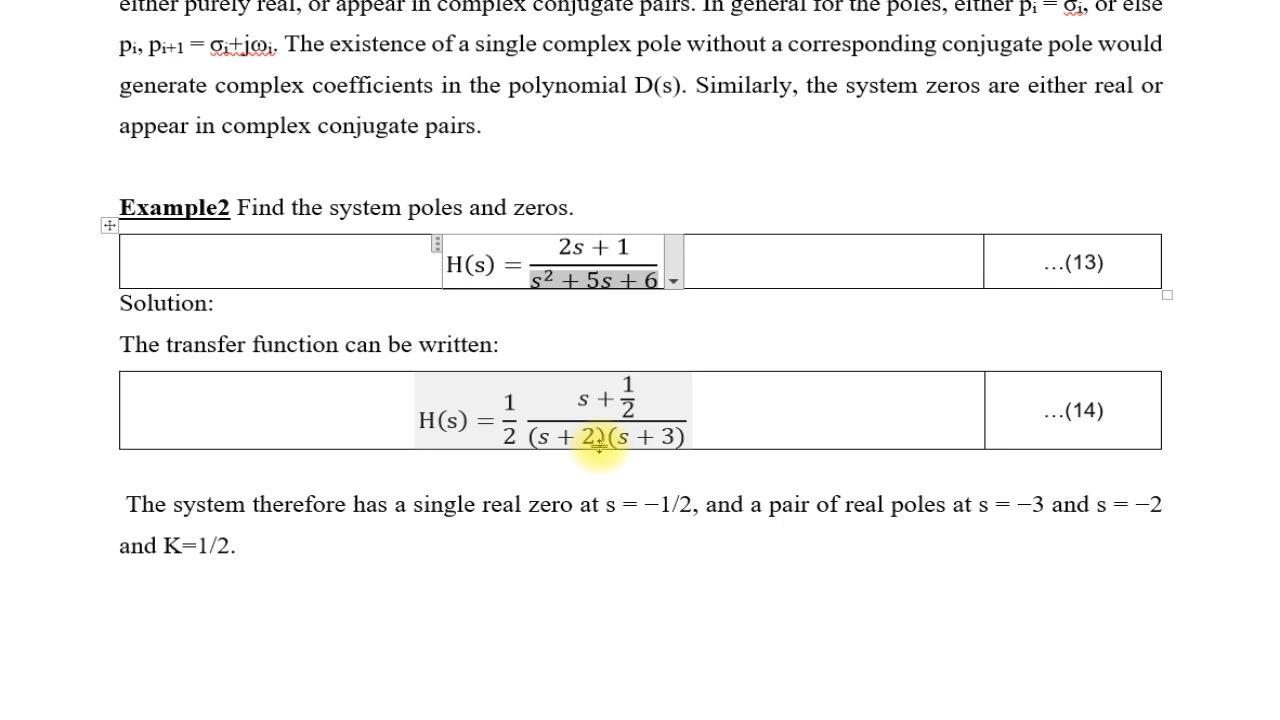 either purely real, or appear in complex conjugate pairs. In general for the poles, either pᵢ = σᵢ, or else
pᵢ, pᵢ₊₁ = σᵢ+jωᵢ. The existence of a single complex pole without a corresponding conjugate pole would
generate complex coefficients in the polynomial D(s). Similarly, the system zeros are either real or
appear in complex conjugate pairs.
Example2 Find the system poles and zeros.
H(s) = (2s + 1)/(s² + 5s + 6) ...(13)
Solution:
The transfer function can be written:
H(s) = 1/2 (s + 1/2)/((s + 2)(s + 3)) ...(14)
The system therefore has a single real zero at s = −1/2, and a pair of real poles at s = −3 and s = −2
and K=1/2.